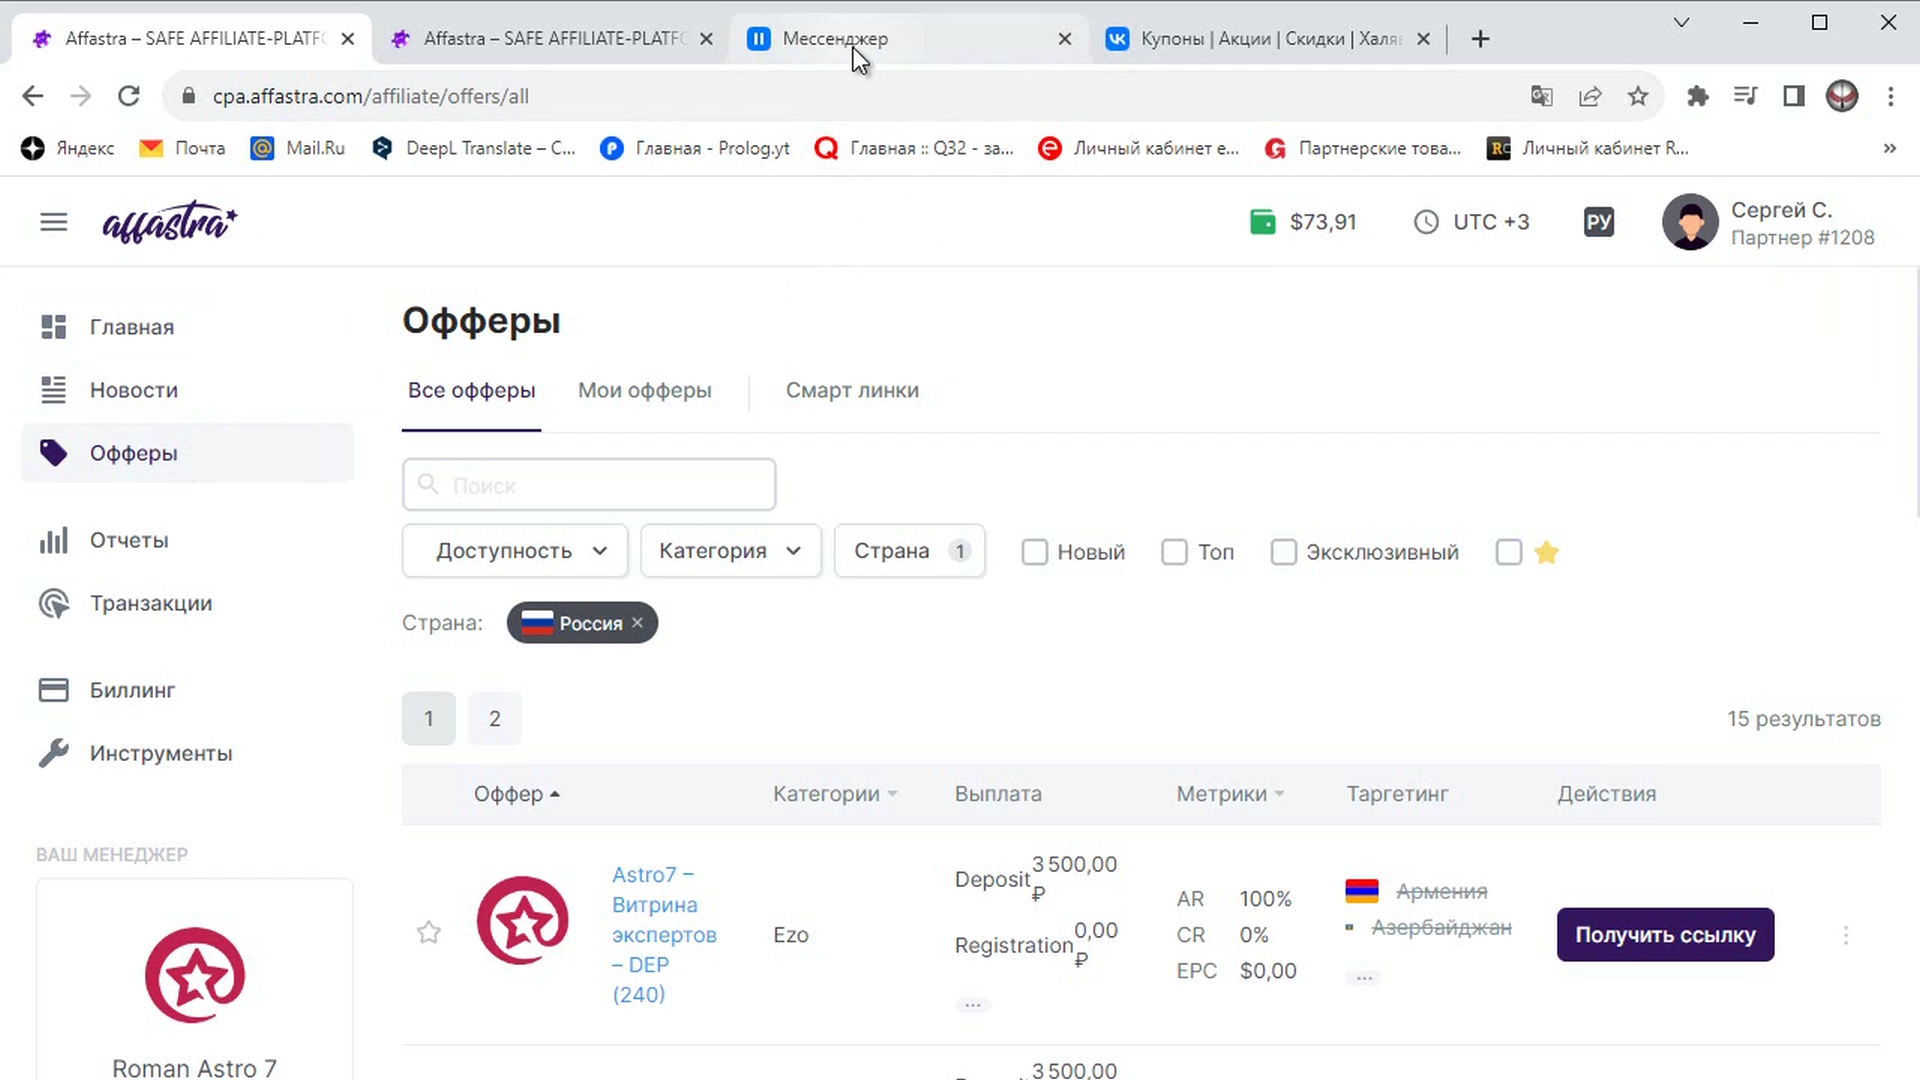 Affastra – SAFE AFFILIATE-PLATFO
Affastra – SAFE AFFILIATE-PLATFO
Мессенджер
Купоны | Акции | Скидки | Халяв
cpa.affastra.com/affiliate/offers/all
Яндекс
Почта
Mail.Ru
DeepL Translate – C...
Главная - Prolog.yt
Главная :: Q32 - за...
Личный кабинет e...
Партнерские това...
Личный кабинет R...
»
affastra
$73,91
UTC +3
РУ
Сергей С.
Партнер #1208
Главная
Новости
Офферы
Отчеты
Транзакции
Биллинг
Инструменты
ВАШ МЕНЕДЖЕР
Roman Astro 7
Офферы
Все офферы
Мои офферы
Смарт линки
Поиск
Доступность
Категория
Страна 1
Новый
Топ
Эксклюзивный
Страна:
Россия ×
1
2
15 результатов
Оффер
Категории
Выплата
Метрики
Таргетинг
Действия
Astro7 –
Витрина
экспертов
– DEP
(240)
Ezo
Deposit 3 500,00
₽
Registration 0,00
₽
...
AR 100%
CR 0%
EPC $0,00
Армения
Азербайджан
...
Получить ссылку
3 500,00